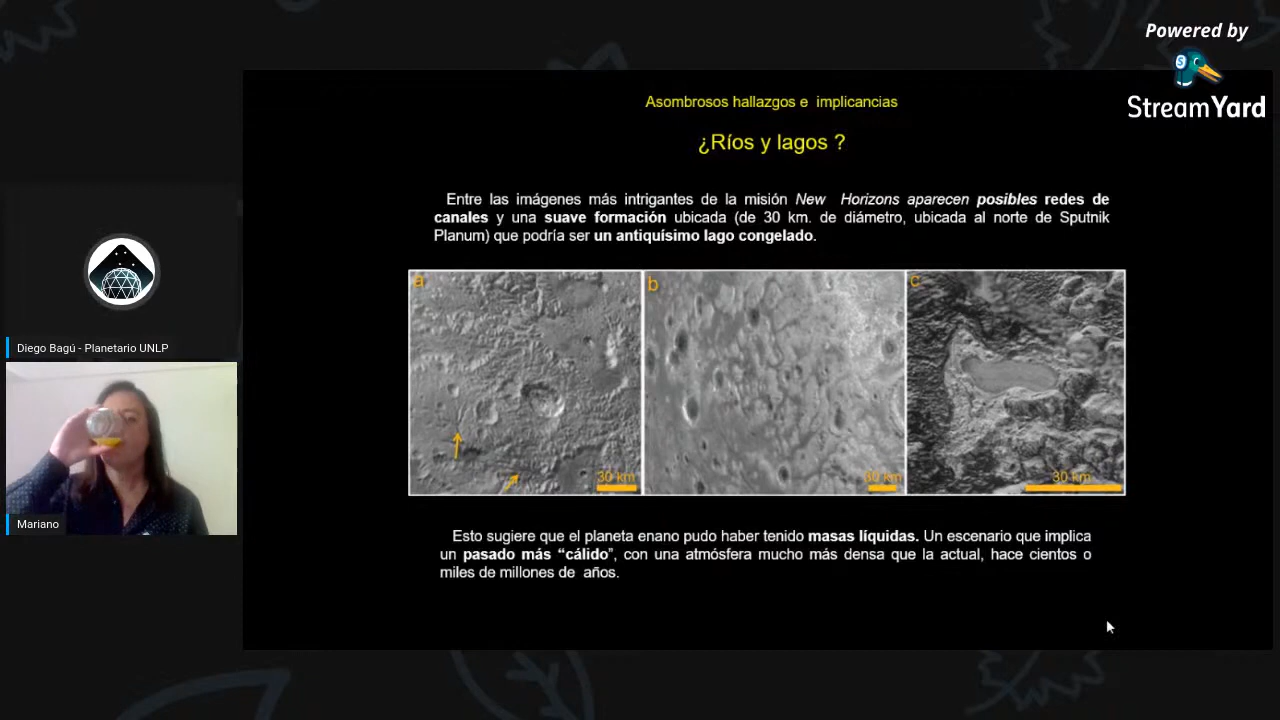 Powered by
StreamYard
Asombrosos hallazgos e implicancias
¿Ríos y lagos ?
Entre las imágenes más intrigantes de la misión New Horizons aparecen posibles redes de
canales y una suave formación ubicada (de 30 km. de diámetro, ubicada al norte de Sputnik
Planum) que podría ser un antiquísimo lago congelado.
a
b
c
30 km
30 km
30 km
Esto sugiere que el planeta enano pudo haber tenido masas líquidas. Un escenario que implica
un pasado más “cálido”, con una atmósfera mucho más densa que la actual, hace cientos o
miles de millones de años.
Diego Bagú - Planetario UNLP
Mariano